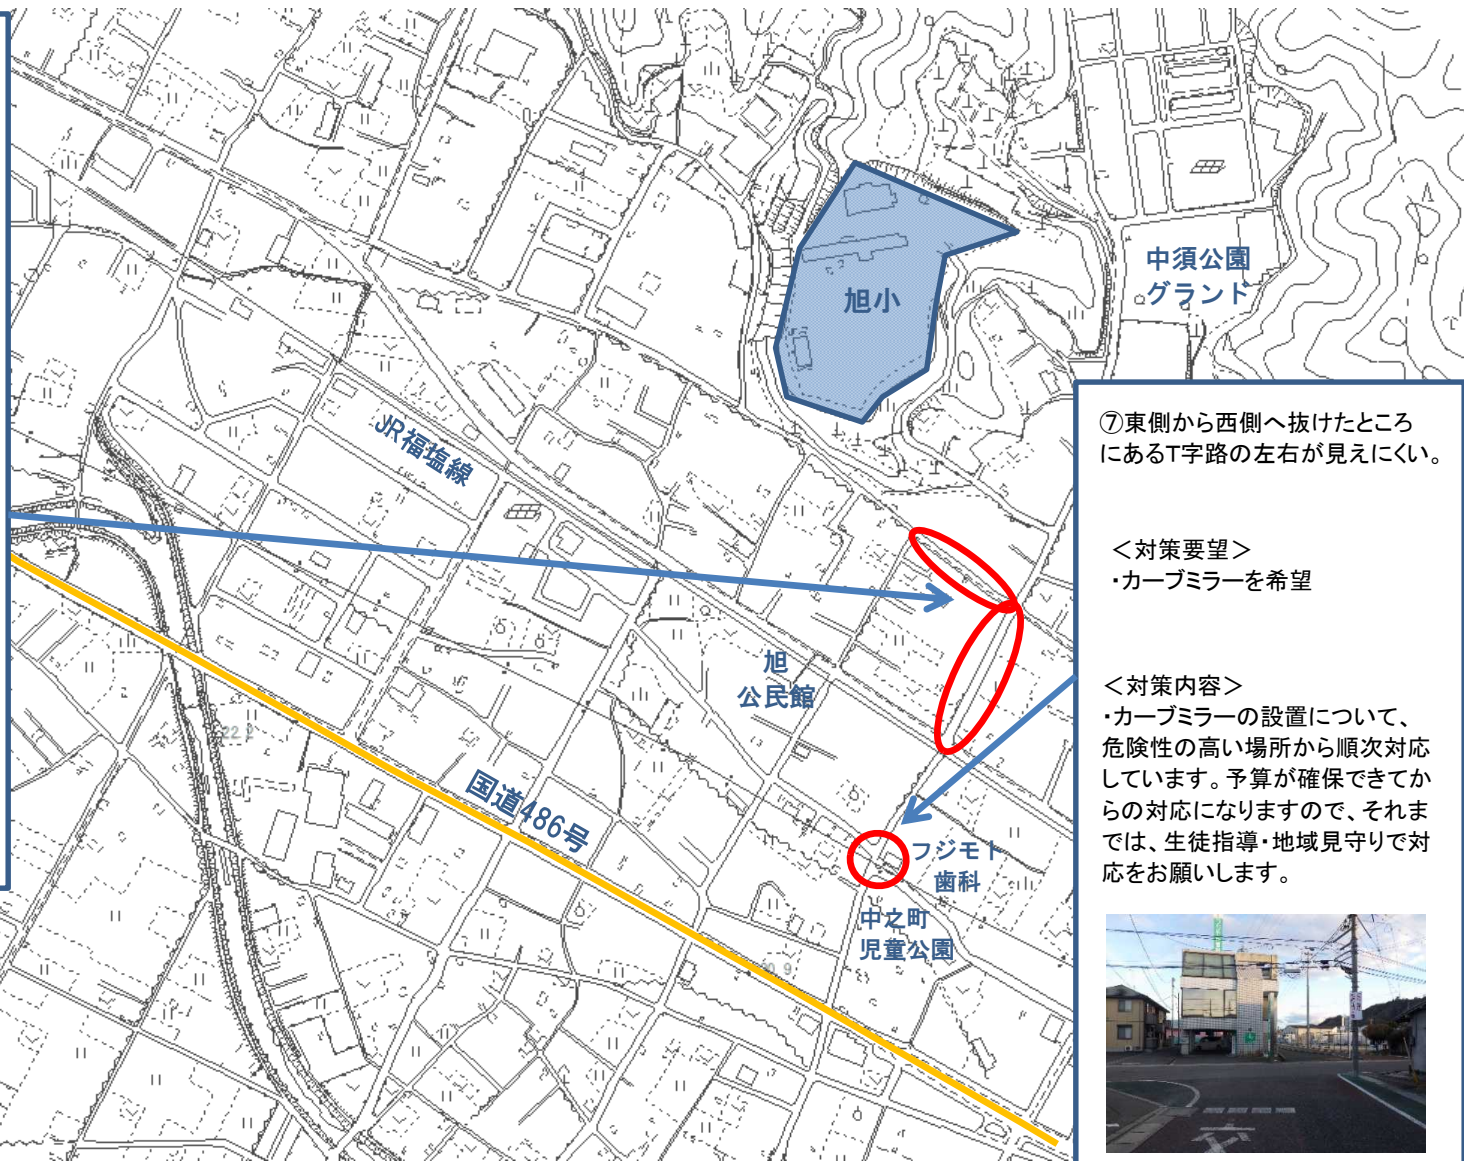 中須公園
グランド
旭小
JR福塩線
旭
公民館
国道486号
フジモト
歯科
中之町
児童公園
⑦東側から西側へ抜けたところ
にあるT字路の左右が見えにくい。
＜対策要望＞
・カーブミラーを希望
＜対策内容＞
・カーブミラーの設置について、
危険性の高い場所から順次対応
しています。予算が確保できてか
らの対応になりますので、それま
では、生徒指導・地域見守りで対
応をお願いします。